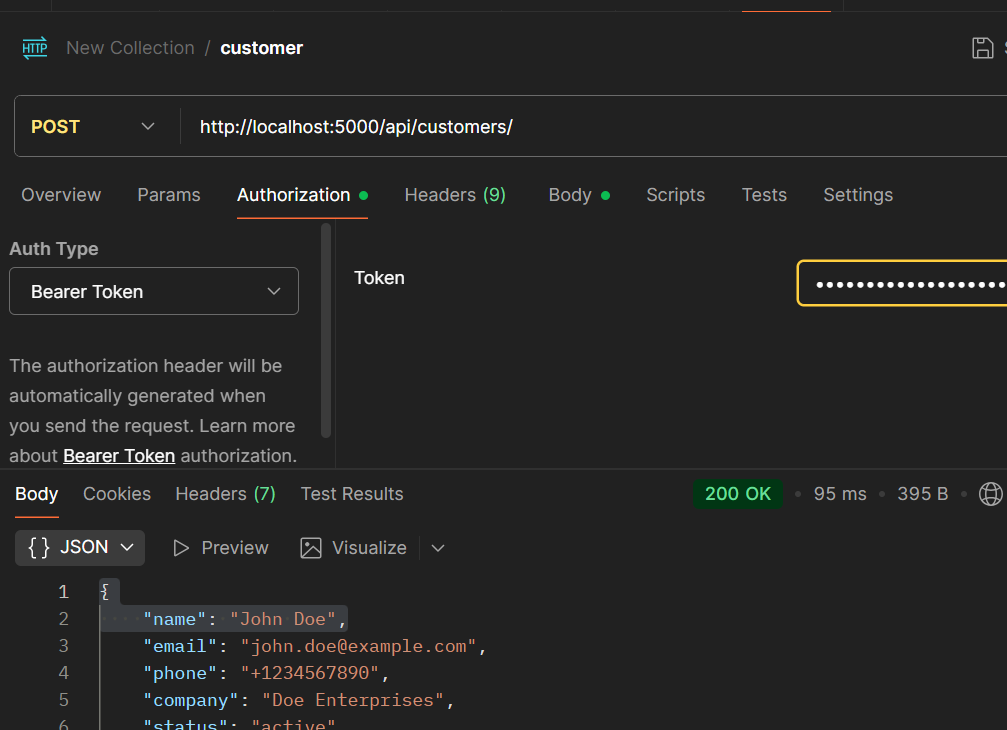 HTTP New Collection / customer
POST http://localhost:5000/api/customers/
Overview Params Authorization Headers (9) Body Scripts Tests Settings
Auth Type
Bearer Token
Token
The authorization header will be
automatically generated when
you send the request. Learn more
about Bearer Token authorization.
Body Cookies Headers (7) Test Results 200 OK • 95 ms • 395 B •
{} JSON Preview Visualize
1 {
2 "name": "John Doe",
3 "email": "john.doe@example.com",
4 "phone": "+1234567890",
5 "company": "Doe Enterprises",
6 "status": "active"